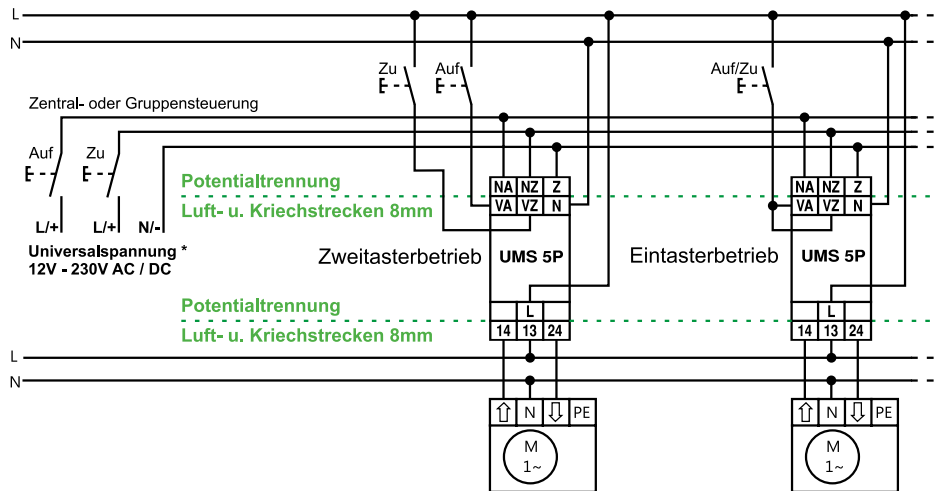 L
N
Zu
Auf
Auf/Zu
Zentral- oder Gruppensteuerung
Auf
Zu
L/+
L/+
N/-
Universalspannung *
12V - 230V AC / DC
Potentialtrennung
Luft- u. Kriechstrecken 8mm
NA NZ Z
VA VZ N
Zweitasterbetrieb
UMS 5P
L
14 13 24
NA NZ Z
VA VZ N
Eintasterbetrieb
UMS 5P
L
14 13 24
Potentialtrennung
Luft- u. Kriechstrecken 8mm
L
N
⇧ N ⇩ PE
M
1~
⇧ N ⇩ PE
M
1~